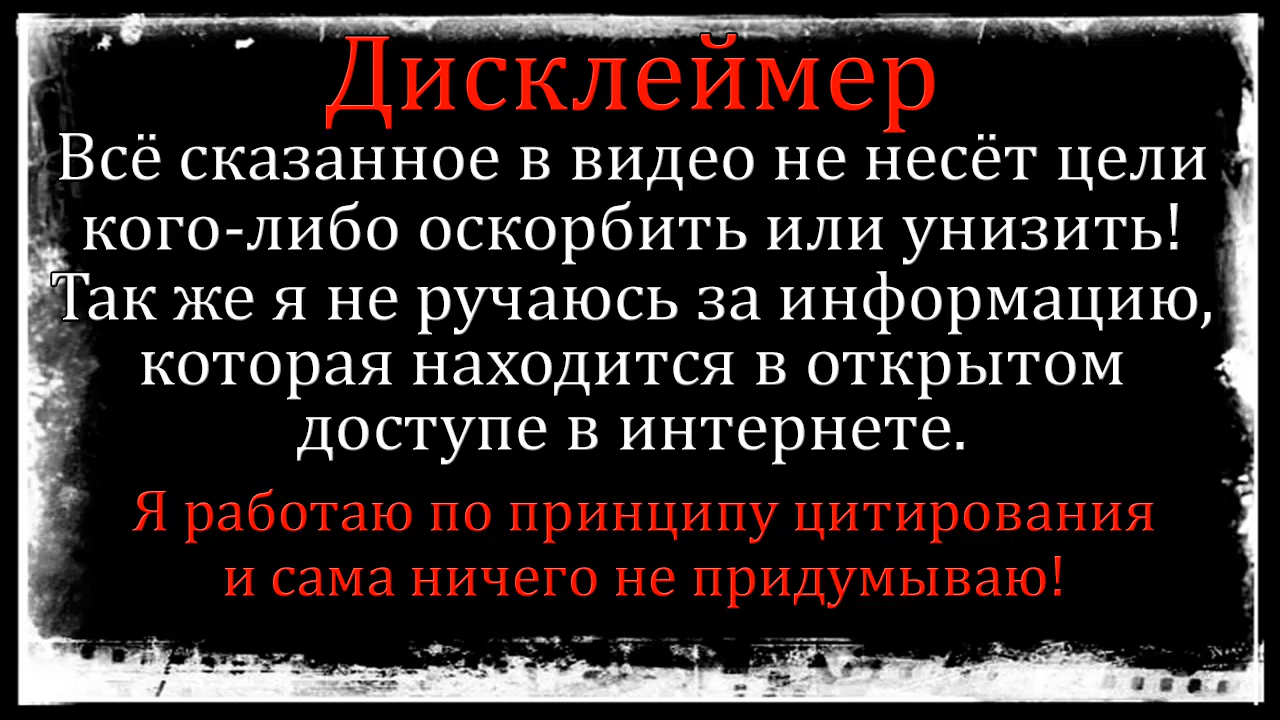 Дисклеймер
Всё сказанное в видео не несёт цели
кого-либо оскорбить или унизить!
Так же я не ручаюсь за информацию,
которая находится в открытом
доступе в интернете.
Я работаю по принципу цитирования
и сама ничего не придумываю!